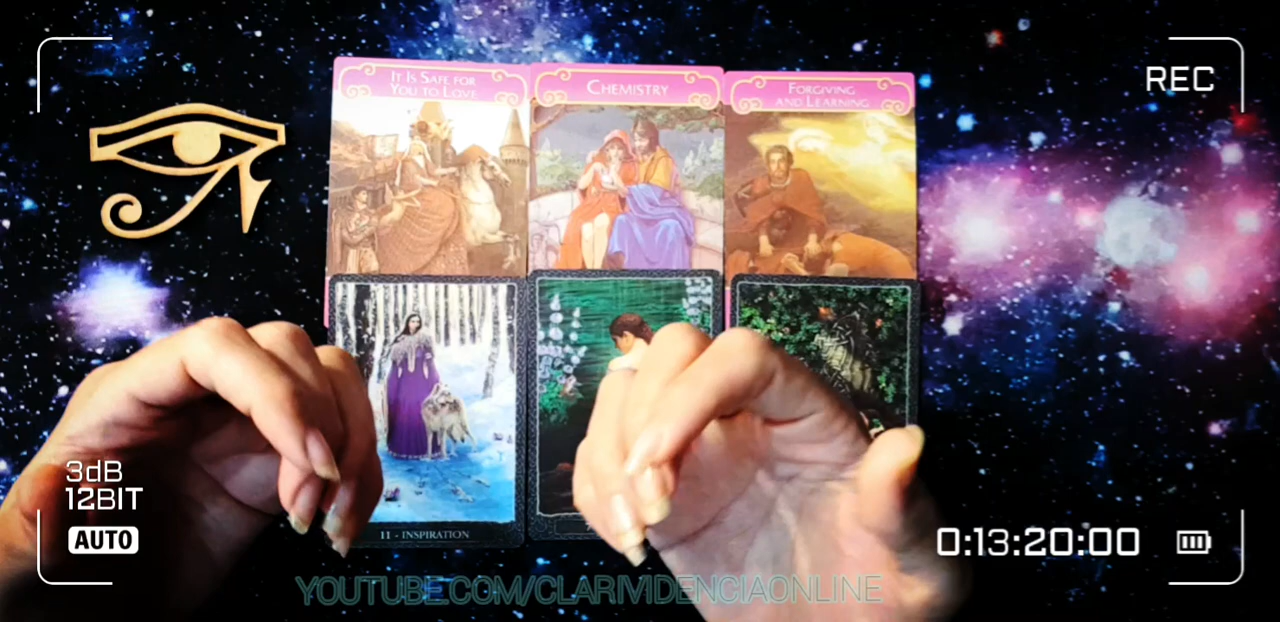 REC
It Is Safe for
You to Love
Chemistry
Forgiving
and Learning
3dB
12BIT
AUTO
11 - INSPIRATION
0:13:20:00
YOUTUBE.COM/CLARIVIDENCIAONLINE